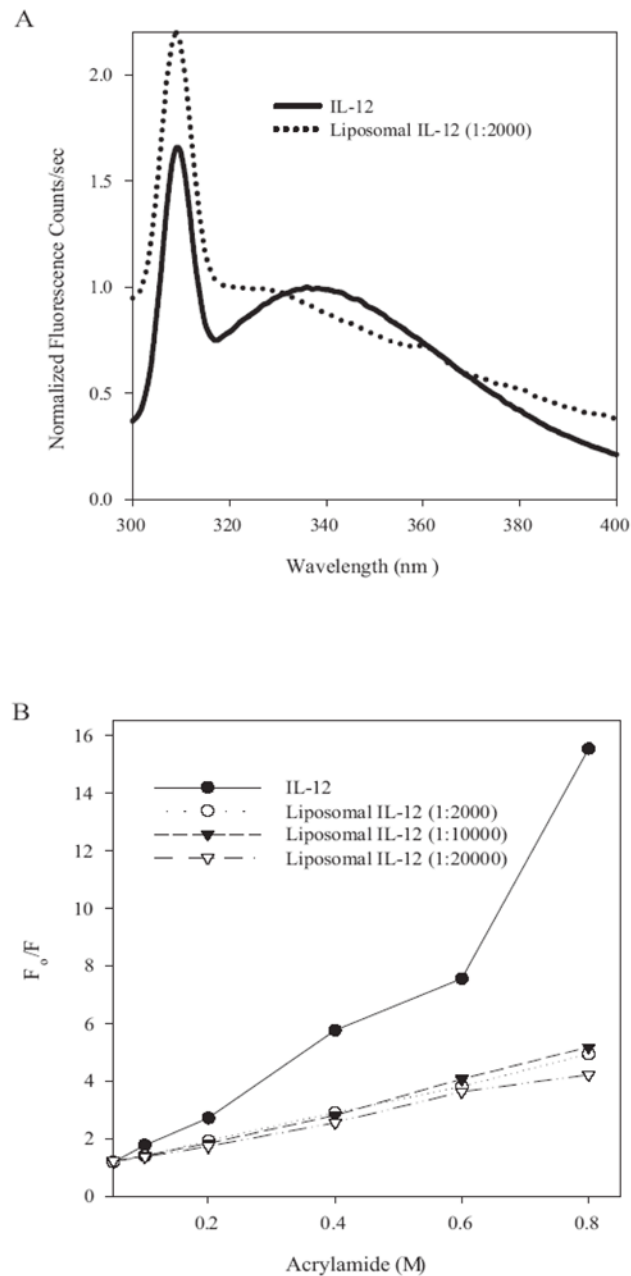 A
2.0
1.5
1.0
0.5
0.0
Normalized Fluorescence Counts/sec
IL-12
Liposomal IL-12 (1:2000)
300 320 340 360 380 400
Wavelength (nm )
B
16
14
12
10
8
6
4
2
0
Fo/F
IL-12
Liposomal IL-12 (1:2000)
Liposomal IL-12 (1:10000)
Liposomal IL-12 (1:20000)
0.2 0.4 0.6 0.8
Acrylamide (M)